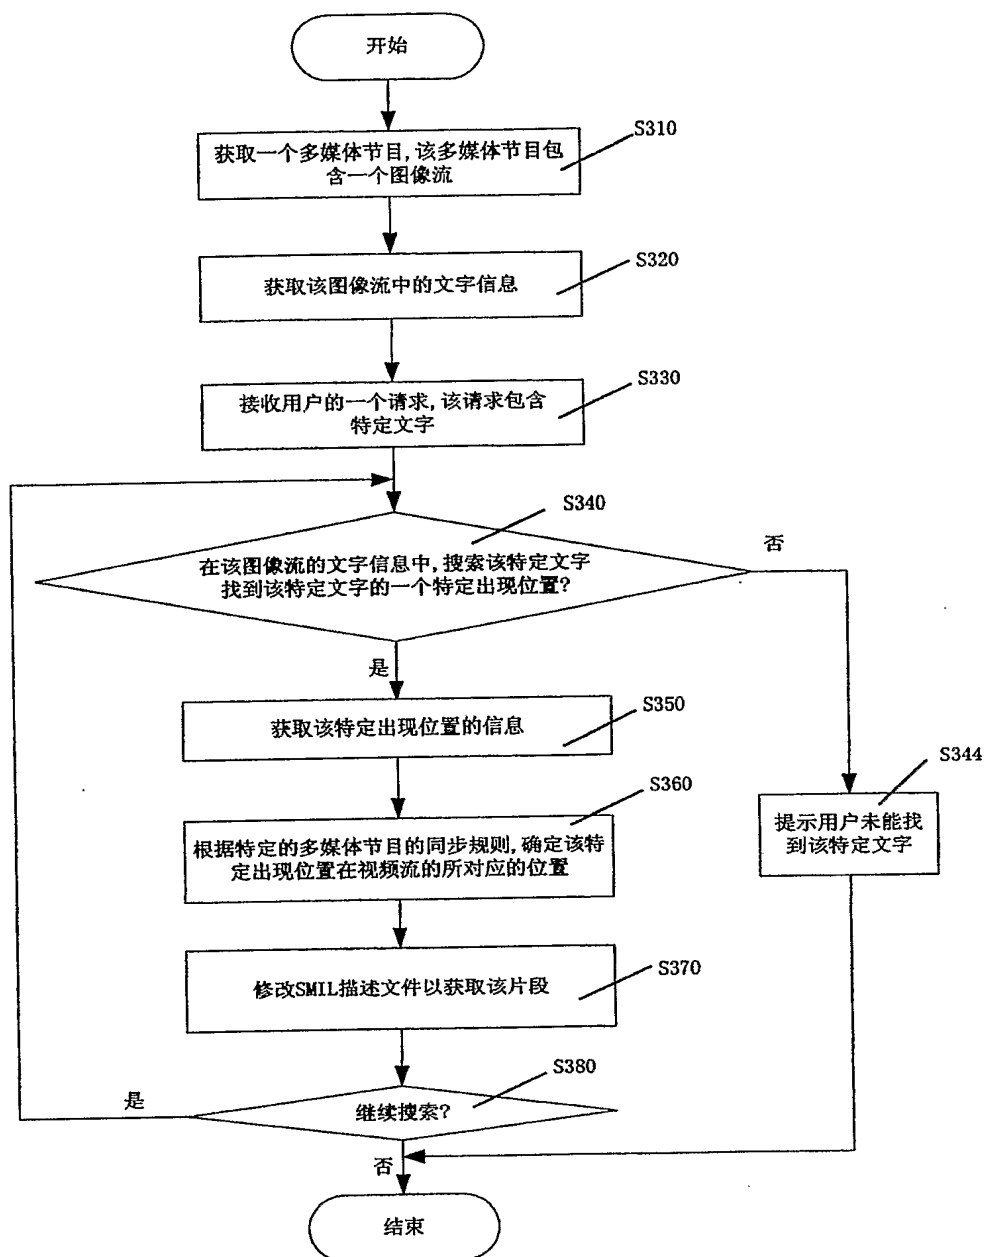 开始
S310
获取一个多媒体节目,该多媒体节目包
含一个图像流
S320
获取该图像流中的文字信息
S330
接收用户的一个请求,该请求包含
特定文字
S340
否
在该图像流的文字信息中,搜索该特定文字
找到该特定文字的一个特定出现位置?
是
S350
获取该特定出现位置的信息
S344
S360
提示用户未能找
到该特定文字
根据特定的多媒体节目的同步规则,确定该特
定出现位置在视频流的所对应的位置
S370
修改SMIL描述文件以获取该片段
S380
是
继续搜索?
否
结束